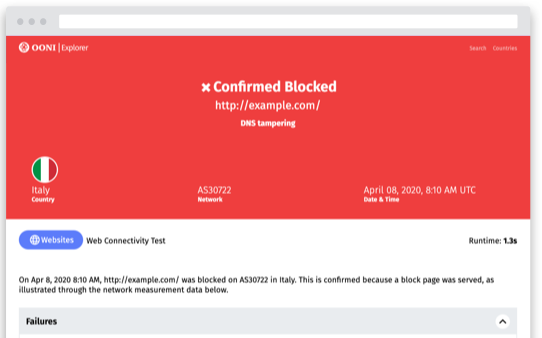 OONI Explorer
Search Countries
Confirmed Blocked
http://example.com/
DNS tampering
Italy
Country
AS30722
Network
April 08, 2020, 8:10 AM UTC
Date & Time
Websites
Web Connectivity Test
Runtime: 1.3s
On Apr 8, 2020 8:10 AM, http://example.com/ was blocked on AS30722 in Italy. This is confirmed because a block page was served, as
illustrated through the network measurement data below.
Failures